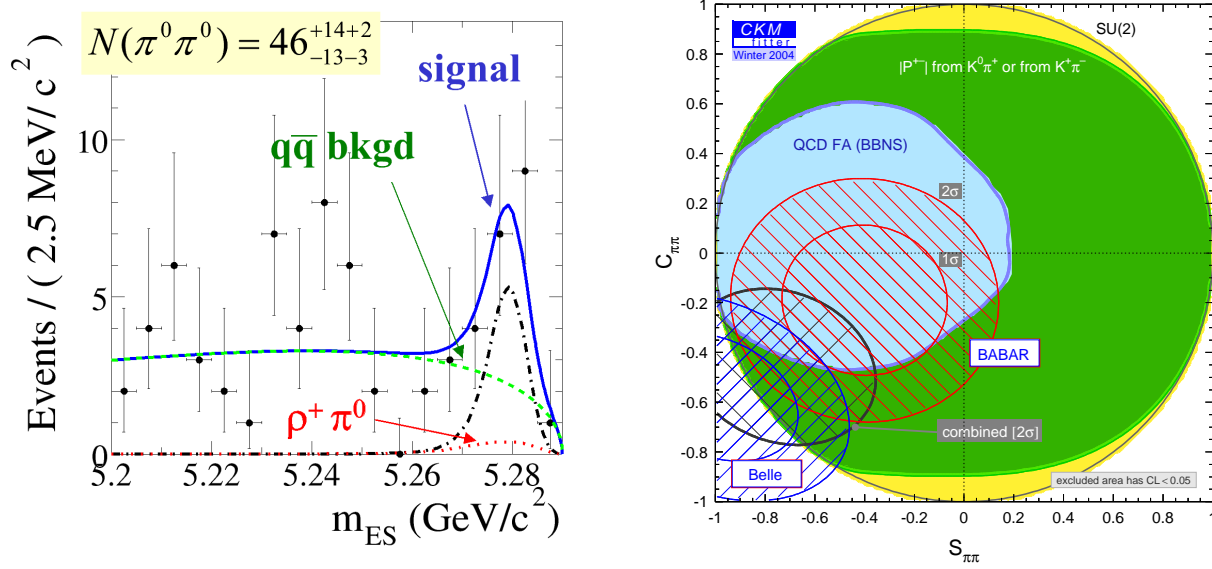 N(π⁰π⁰) = 46 +14+2 −13−3
signal
qq̅ bkgd
ρ⁺ π⁰
Events / ( 2.5 MeV/ c²
10
5
0
5.2
5.22
5.24
5.26
5.28
m_ES (GeV/c²)
CKM
fitter
Winter 2004
SU(2)
|P⁺⁻| from K⁰π⁺ or from K⁺π⁻
QCD FA (BBNS)
2σ
1σ
BABAR
combined [2σ]
Belle
excluded area has CL < 0.05
C_ππ
1
0.8
0.6
0.4
0.2
0
-0.2
-0.4
-0.6
-0.8
-1
-1
-0.8
-0.6
-0.4
-0.2
0
0.2
0.4
0.6
0.8
1
S_ππ